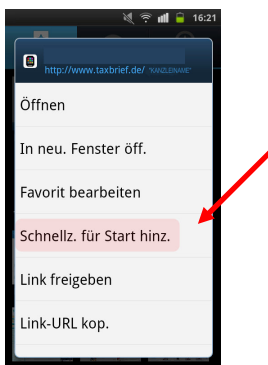 16:21
http://www.taxbrief.de/ "KANZLEINAME"
Öffnen
In neu. Fenster öff.
Favorit bearbeiten
Schnellz. für Start hinz.
Link freigeben
Link-URL kop.